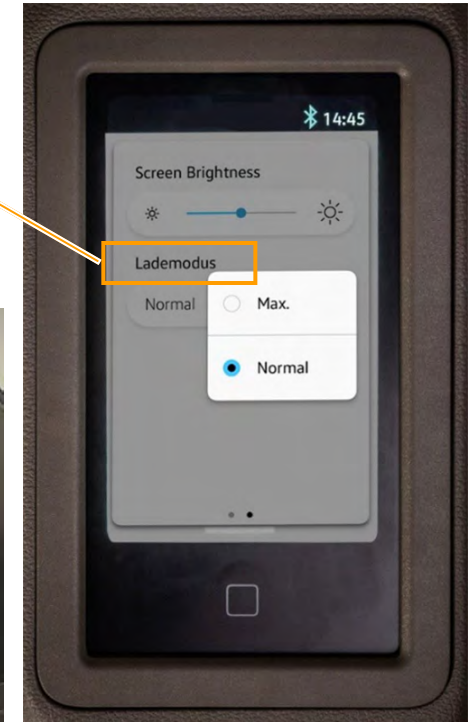 14:45
Screen Brightness
Lademodus
Normal
Max.
Normal